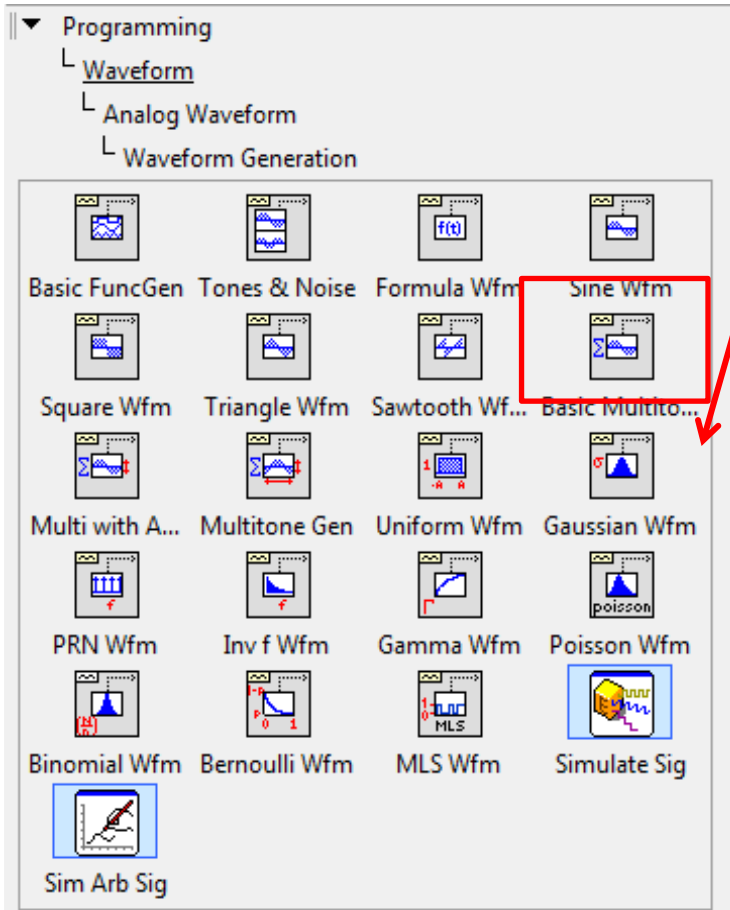 Programming
Waveform
Analog Waveform
Waveform Generation
f(t)
Basic FuncGen Tones & Noise Formula Wfm Sine Wfm
Σ
Square Wfm Triangle Wfm Sawtooth Wf... Basic Multito...
Σ Σ 1 -A A σ
Multi with A... Multitone Gen Uniform Wfm Gaussian Wfm
f f Γ poisson
PRN Wfm Inv f Wfm Gamma Wfm Poisson Wfm
1-p p 0 1 1 0 MLS
Binomial Wfm Bernoulli Wfm MLS Wfm Simulate Sig
Sim Arb Sig